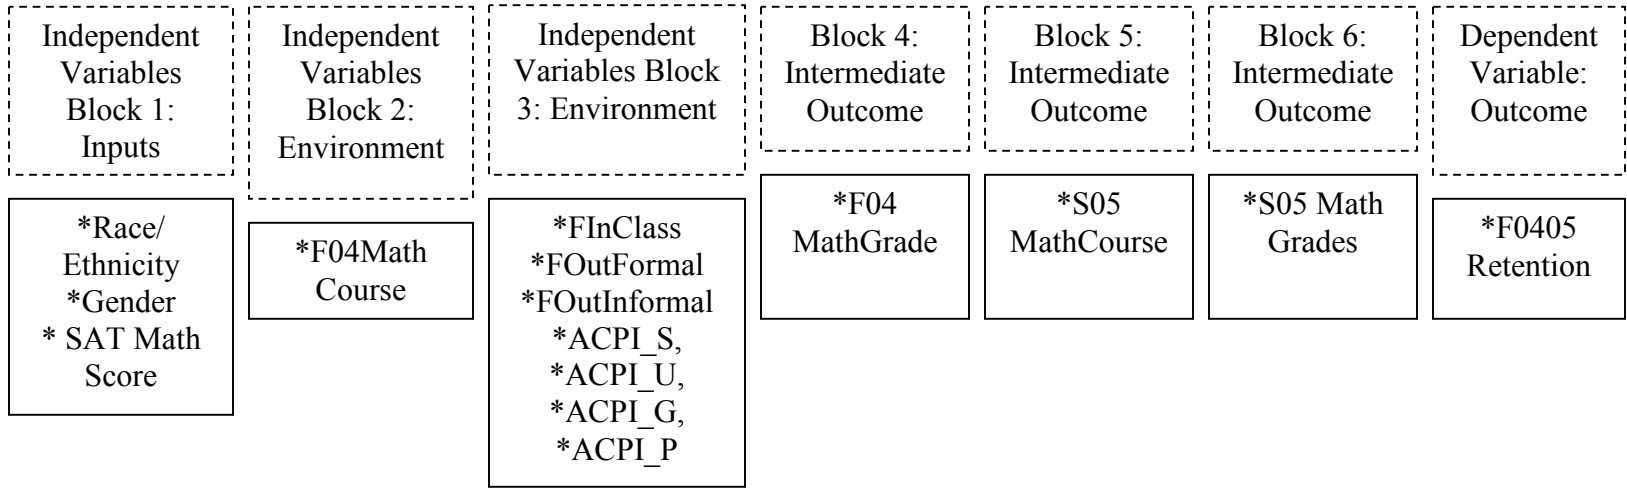 Independent
Variables
Block 1:
Inputs
Independent
Variables
Block 2:
Environment
Independent
Variables Block
3: Environment
Block 4:
Intermediate
Outcome
Block 5:
Intermediate
Outcome
Block 6:
Intermediate
Outcome
Dependent
Variable:
Outcome
*Race/
Ethnicity
*Gender
* SAT Math
Score
*F04Math
Course
*FInClass
*FOutFormal
*FOutInformal
*ACPI_S,
*ACPI_U,
*ACPI_G,
*ACPI_P
*F04
MathGrade
*S05
MathCourse
*S05 Math
Grades
*F0405
Retention